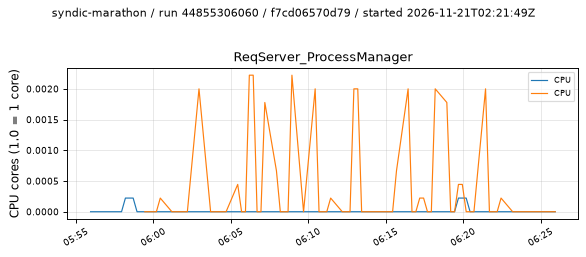 syndic-marathon / run 44855306060 / f7cd06570d79 / started 2026-11-21T02:21:49Z
ReqServer_ProcessManager
CPU cores (1.0 = 1 core)
0.0020
0.0015
0.0010
0.0005
0.0000
CPU
CPU
05:55
06:00
06:05
06:10
06:15
06:20
06:25